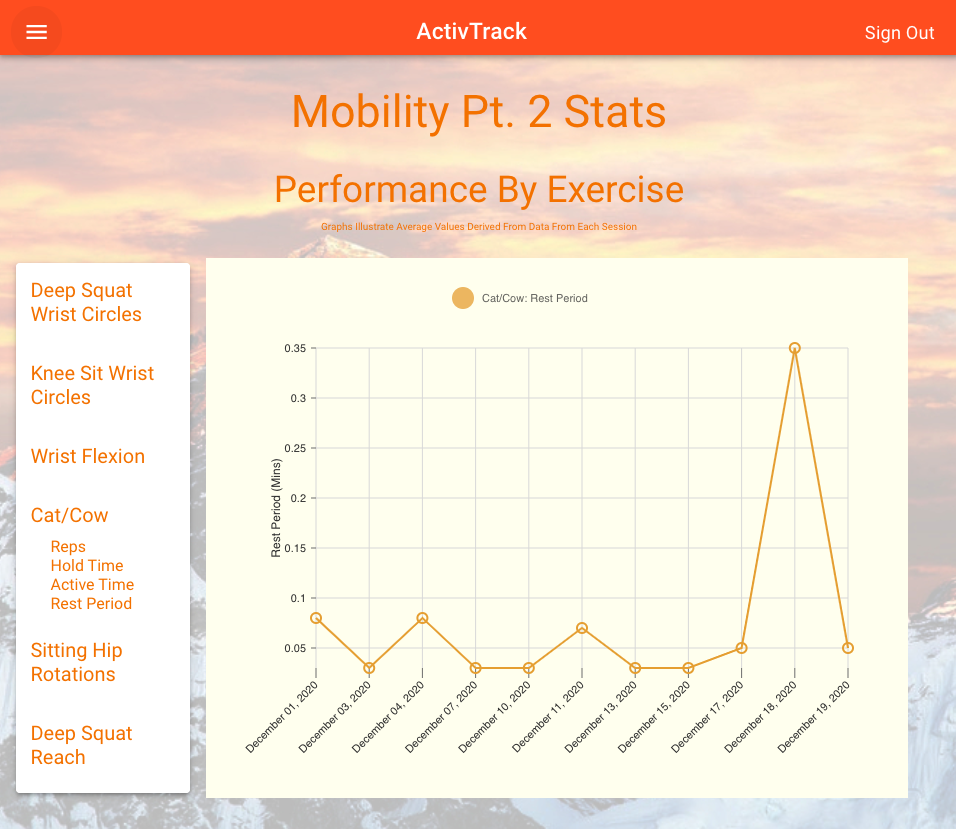 ActivTrack
Sign Out
Mobility Pt. 2 Stats
Performance By Exercise
Graphs Illustrate Average Values Derived From Data From Each Session
Deep Squat
Wrist Circles
Knee Sit Wrist
Circles
Wrist Flexion
Cat/Cow
Reps
Hold Time
Active Time
Rest Period
Sitting Hip
Rotations
Deep Squat
Reach
Cat/Cow: Rest Period
Rest Period (Mins)
0.35
0.3
0.25
0.2
0.15
0.1
0.05
December 01, 2020
December 03, 2020
December 04, 2020
December 07, 2020
December 10, 2020
December 11, 2020
December 13, 2020
December 15, 2020
December 17, 2020
December 18, 2020
December 19, 2020